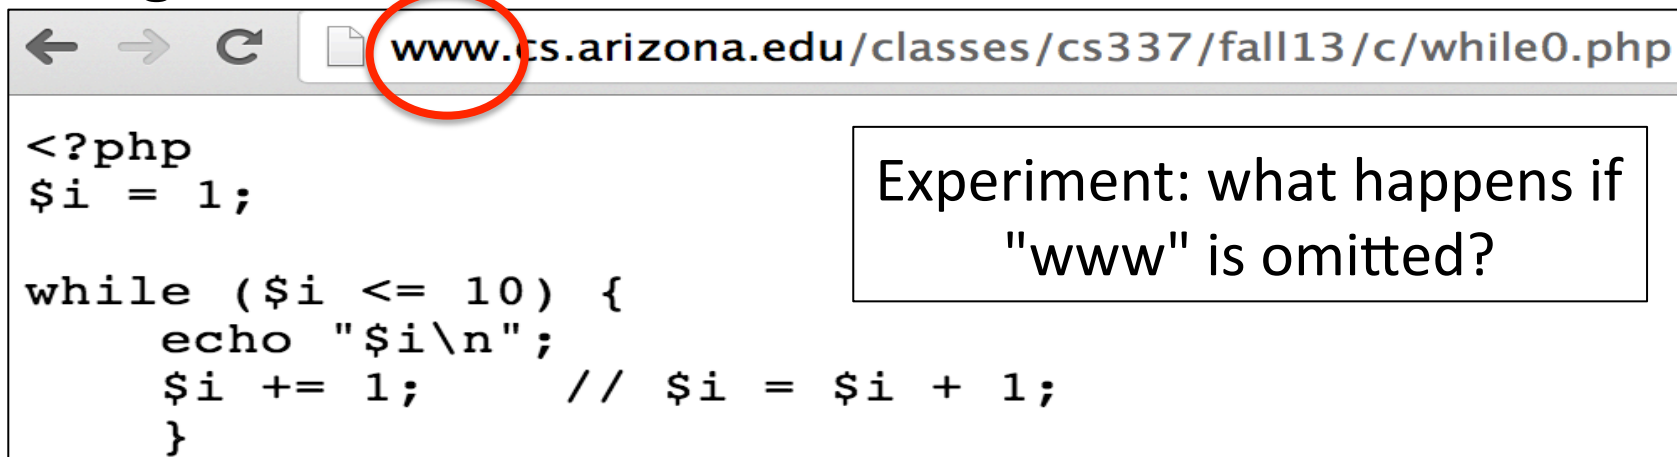 www.cs.arizona.edu/classes/cs337/fall13/c/while0.php
<?php
$i = 1;
Experiment: what happens if
"www" is omitted?
while ($i <= 10) {
echo "$i\n";
$i += 1; // $i = $i + 1;
}